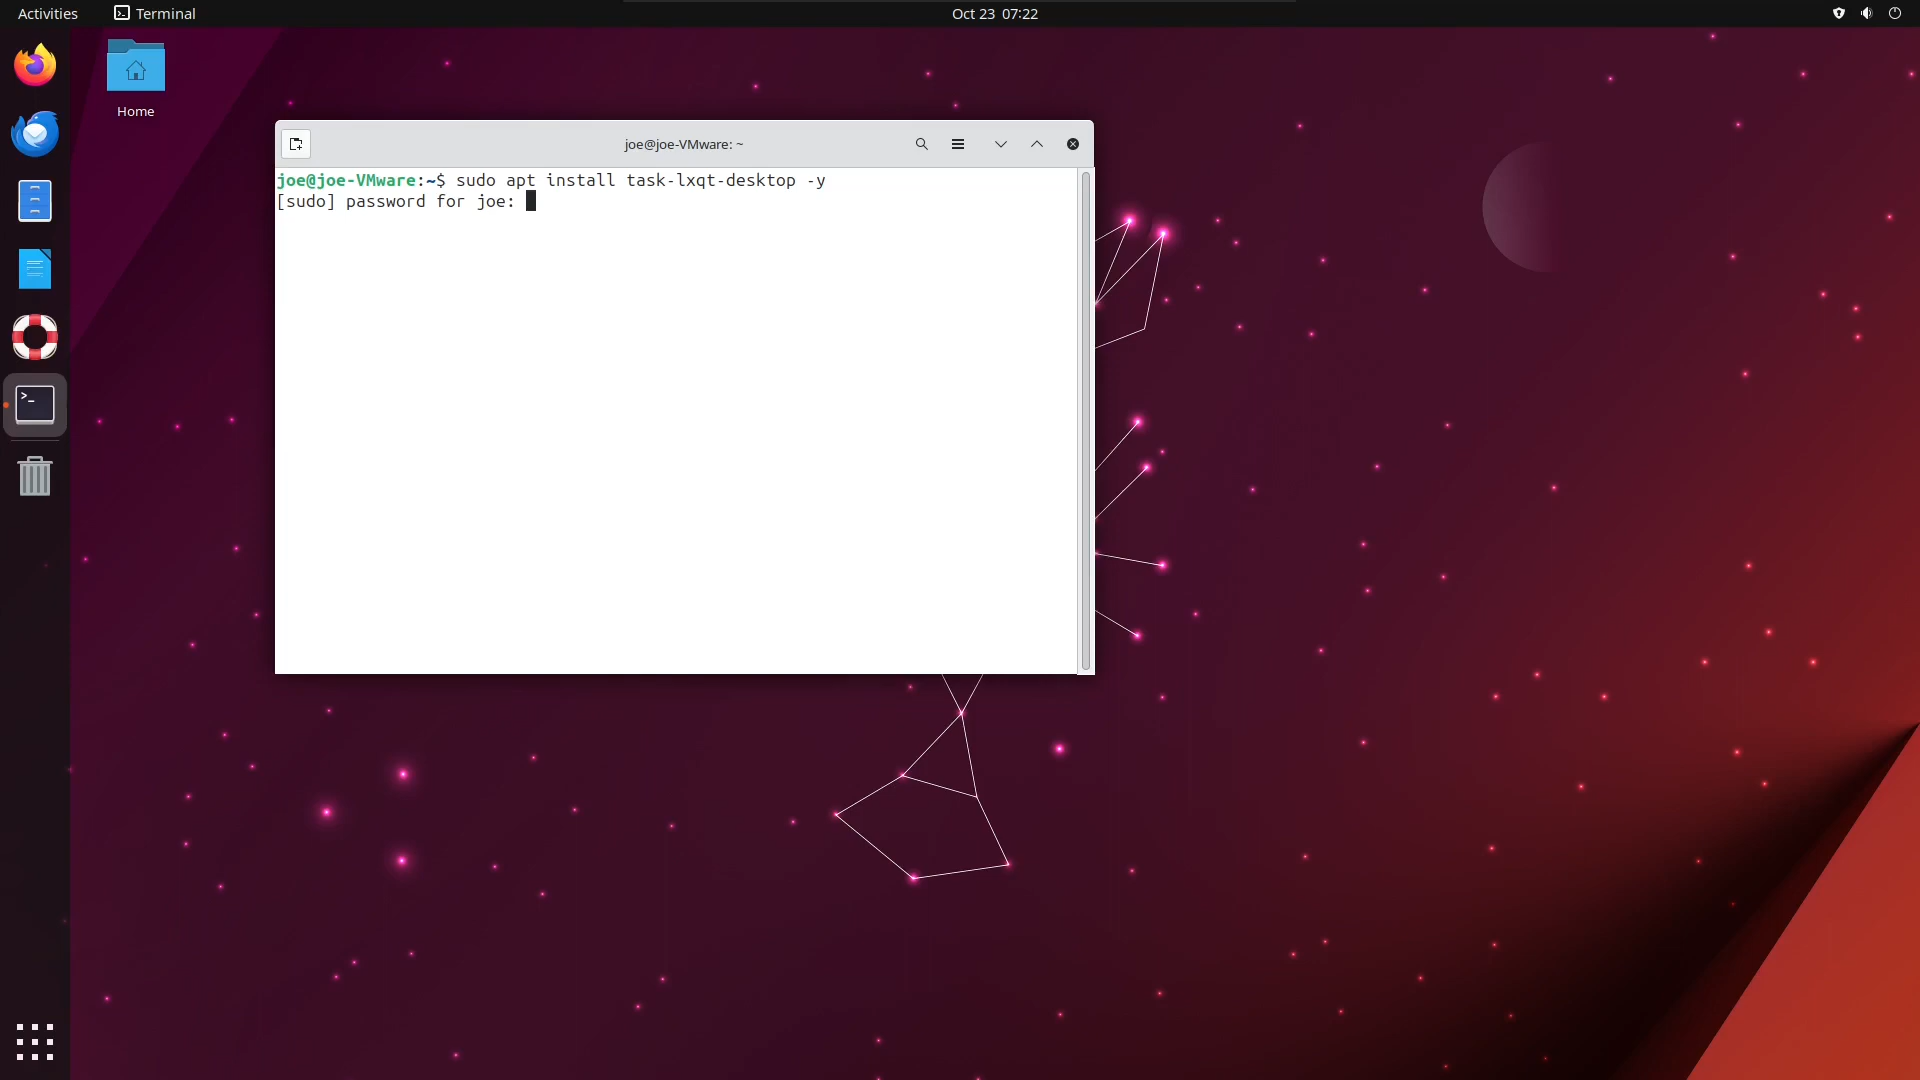 Activities
Terminal
Oct 23 07:22
Home
joe@joe-VMware: ~
joe@joe-VMware:~$ sudo apt install task-lxqt-desktop -y
[sudo] password for joe: